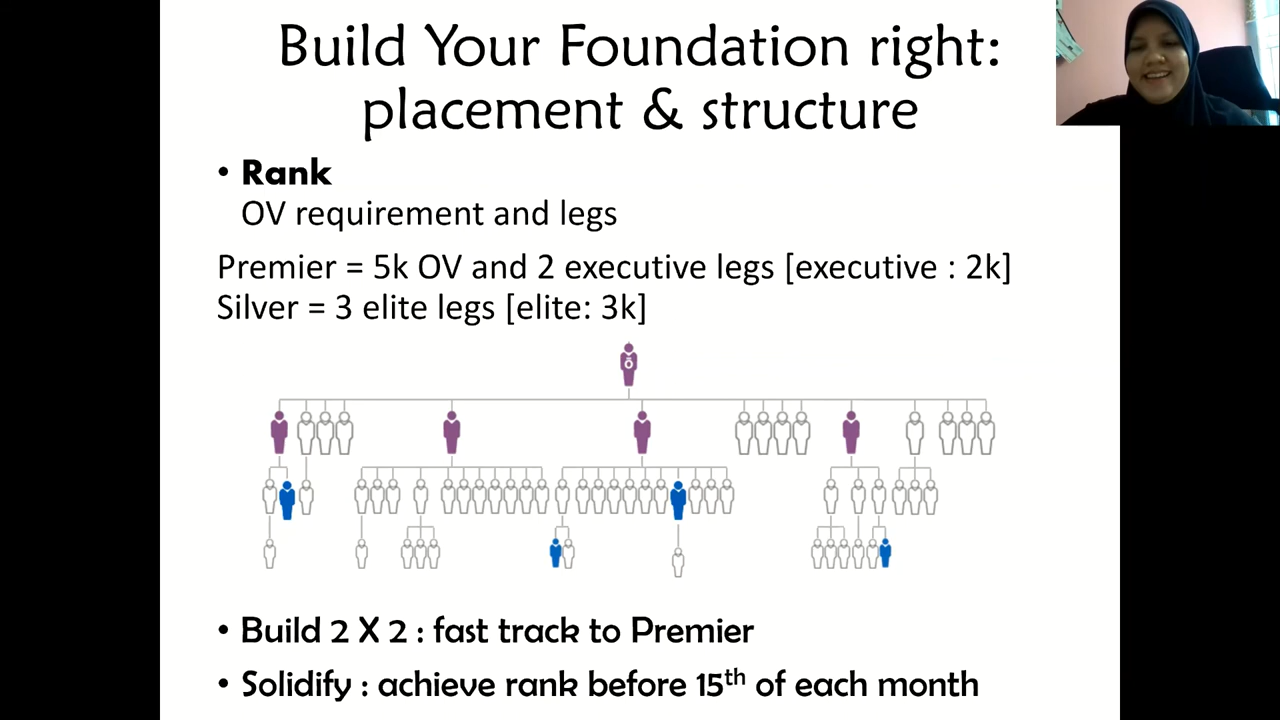 Build Your Foundation right:
placement & structure
• Rank
OV requirement and legs
Premier = 5k OV and 2 executive legs [executive : 2k]
Silver = 3 elite legs [elite: 3k]
ō
• Build 2 X 2 : fast track to Premier
• Solidify : achieve rank before 15th of each month